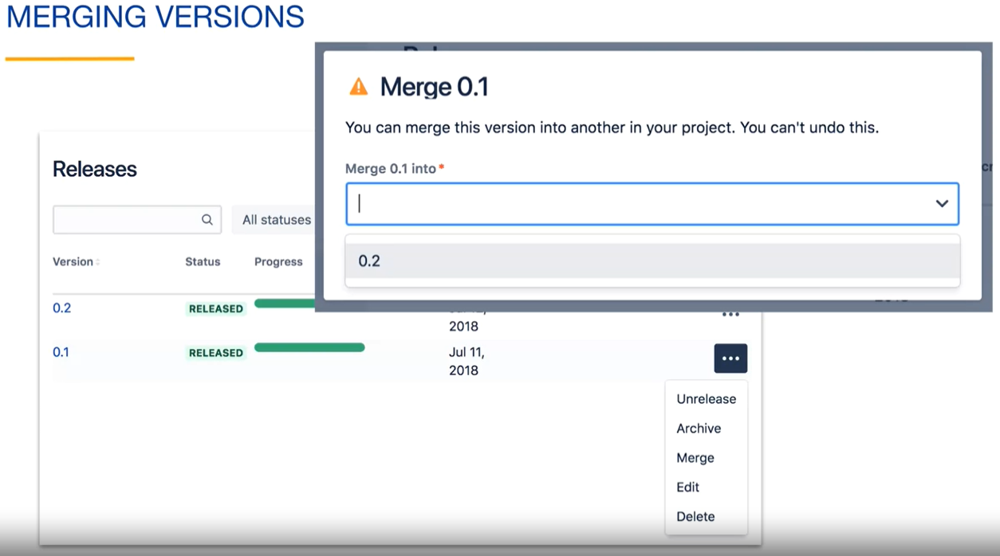 MERGING VERSIONS
Merge 0.1
You can merge this version into another in your project. You can't undo this.
Merge 0.1 into*
0.2
Releases
All statuses
Version Status Progress
0.2 RELEASED
2018
0.1 RELEASED Jul 11,
2018
Unrelease
Archive
Merge
Edit
Delete